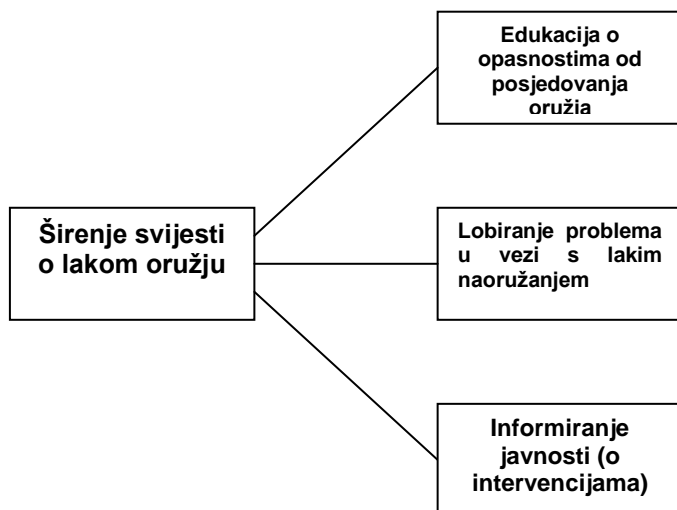 Edukacija o
opasnostima od
posjedovanja
oružja
Širenje svijesti
o lakom oružju
Lobiranje problema
u vezi s lakim
naoružanjem
Informiranje
javnosti (o
intervencijama)